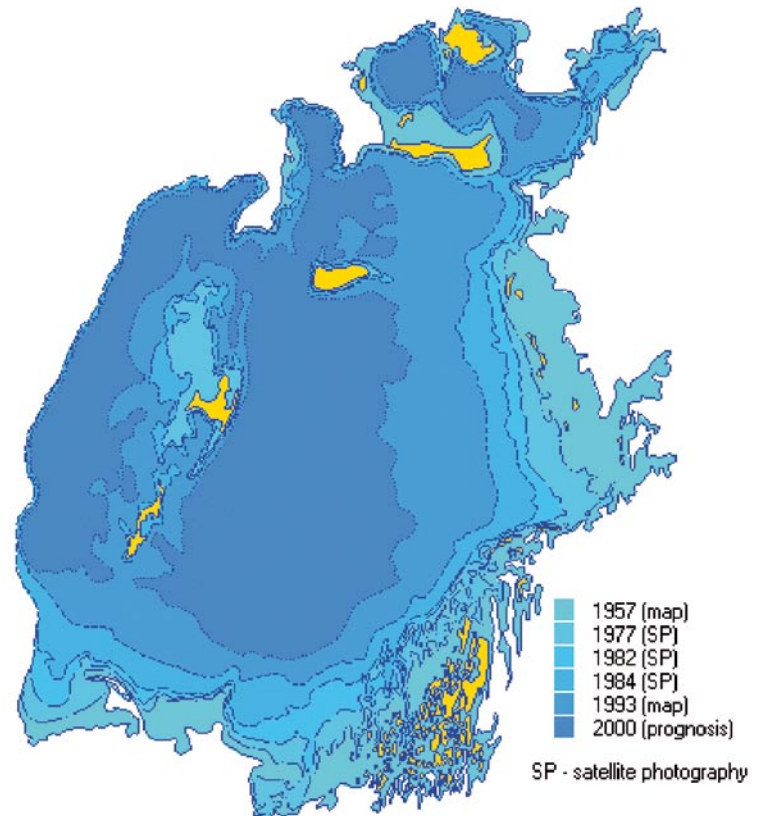 1957 (map)
1977 (SP)
1982 (SP)
1984 (SP)
1993 (map)
2000 (prognosis)
SP - satellite photography